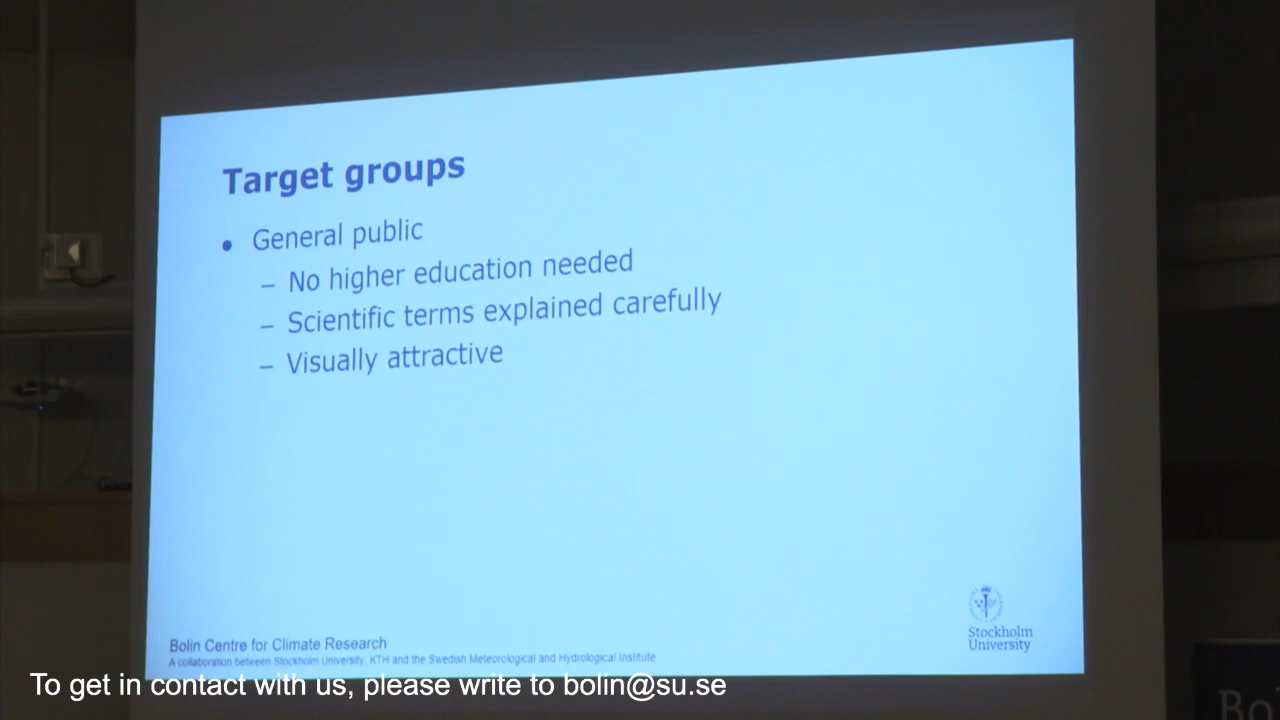 Target groups
• General public
– No higher education needed
– Scientific terms explained carefully
– Visually attractive
Stockholm
University
Bolin Centre for Climate Research
A collaboration between Stockholm University, KTH and the Swedish Meteorological and Hydrological Institute
To get in contact with us, please write to bolin@su.se